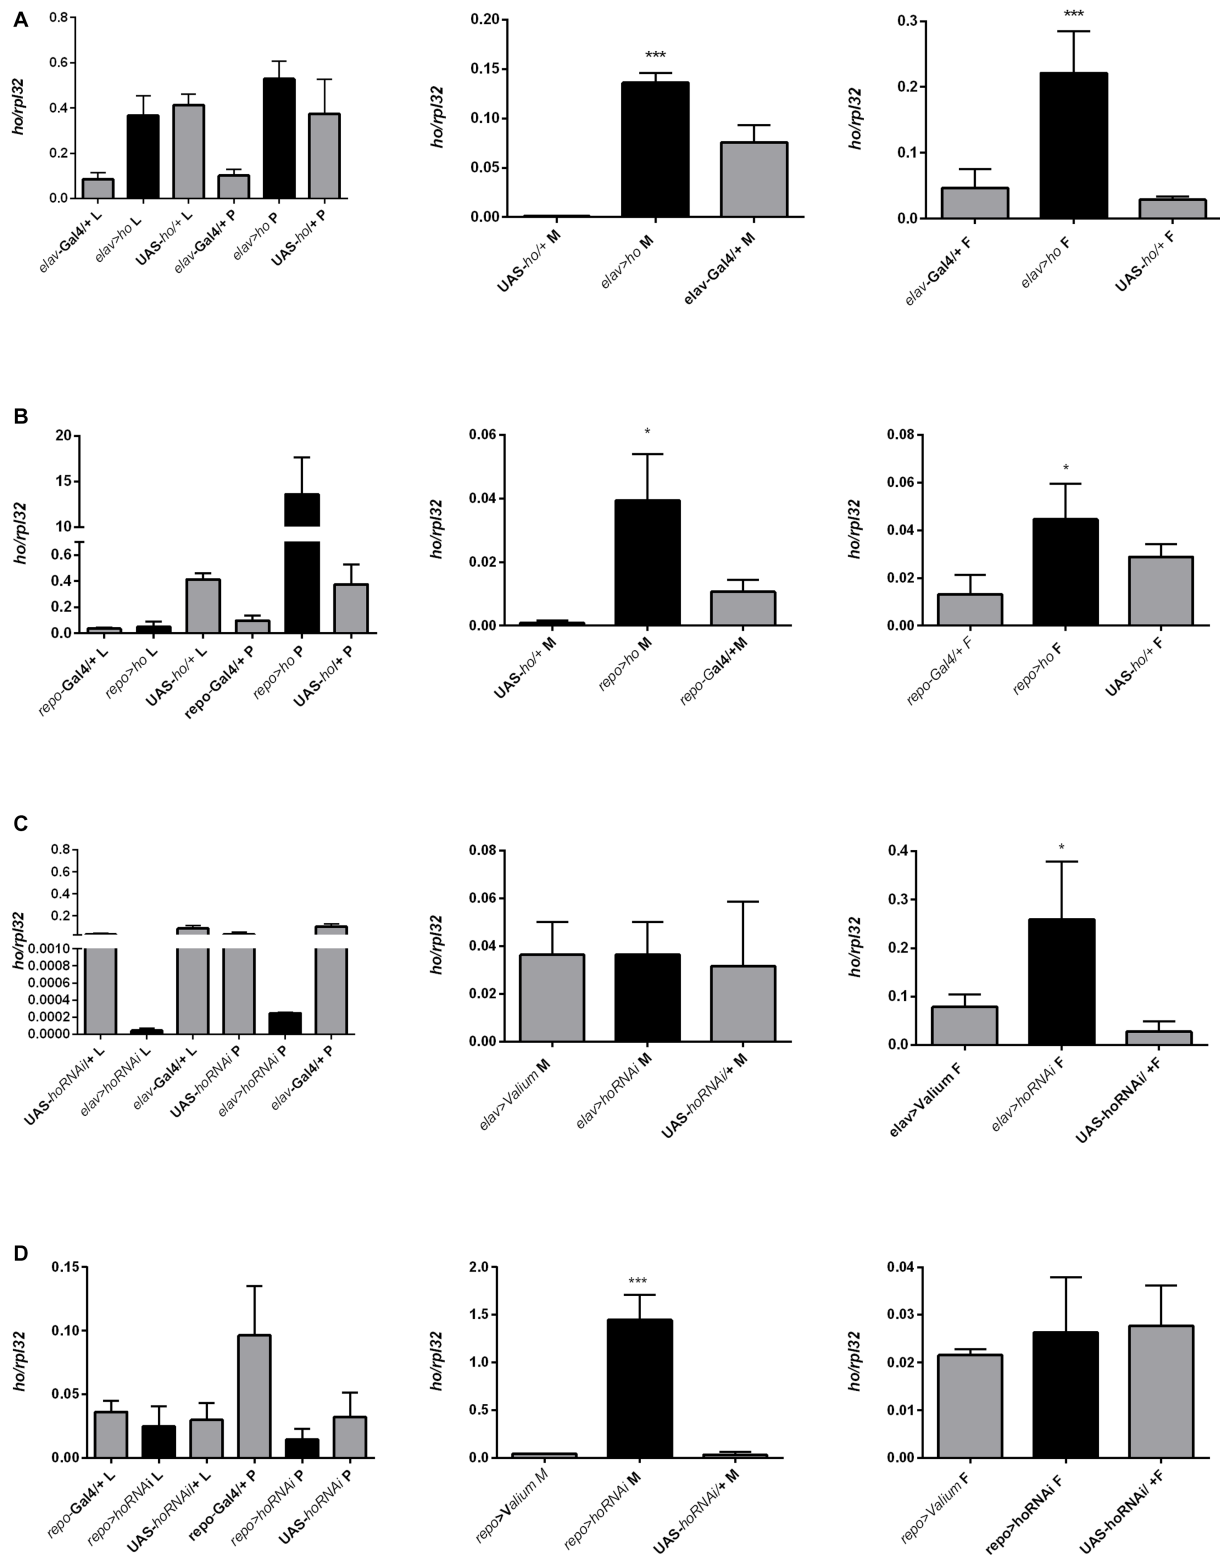 A
ho/rpl32
0.8
0.6
0.4
0.2
0.0
elav-Gal4/+ L
elav>ho L
UAS-ho/+ L
elav-Gal4/+ P
elav>ho P
UAS-ho/+ P
ho/rpl32
0.20
0.15
0.10
0.05
0.00
***
UAS-ho/+ M
elav>ho M
elav-Gal4/+ M
ho/rpl32
0.3
0.2
0.1
0.0
***
elav-Gal4/+ F
elav>ho F
UAS-ho/+ F
B
ho/rpl32
20
15
10
0.6
0.4
0.2
0.0
repo-Gal4/+ L
repo>ho L
UAS-ho/+ L
repo-Gal4/+ P
repo>ho P
UAS-ho/+ P
ho/rpl32
0.06
0.04
0.02
0.00
*
UAS-ho/+ M
repo>ho M
repo-Gal4/+M
ho/rpl32
0.08
0.06
0.04
0.02
0.00
*
repo-Gal4/+ F
repo>ho F
UAS-ho/+ F
C
ho/rpl32
0.8
0.6
0.4
0.2
0.0010
0.0008
0.0006
0.0004
0.0002
0.0000
UAS-hoRNAi/+ L
elav>hoRNAi L
elav-Gal4/+ L
UAS-hoRNAi P
elav>hoRNAi P
elav-Gal4/+ P
ho/rpl32
0.08
0.06
0.04
0.02
0.00
elav>Valium M
elav>hoRNAi M
UAS-hoRNAi/+ M
ho/rpl32
0.4
0.3
0.2
0.1
0.0
*
elav>Valium F
elav>hoRNAi F
UAS-hoRNAi/ +F
D
ho/rpl32
0.15
0.10
0.05
0.00
repo-Gal4/+ L
repo>hoRNAi L
UAS-hoRNAi/+ L
repo-Gal4/+ P
repo>hoRNAi P
UAS-hoRNAi P
ho/rpl32
2.0
1.5
1.0
0.5
0.0
***
repo>Valium M
repo>hoRNAi M
UAS-hoRNAi/+ M
ho/rpl32
0.04
0.03
0.02
0.01
0.00
repo>Valium F
repo>hoRNAi F
UAS-hoRNAi/ +F